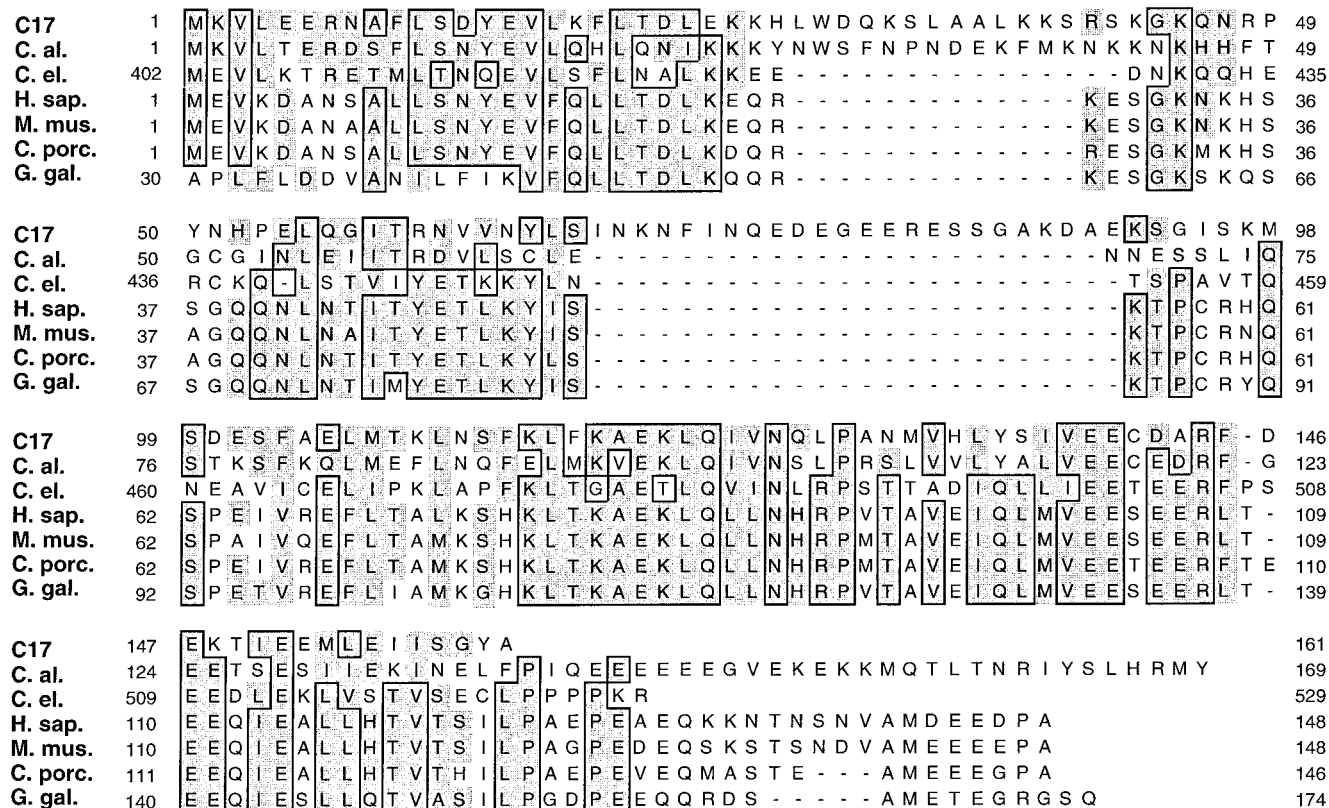 C17 1 MKVLEERNAFLSDYEVLKFLTDLEKKHLWDQKSLAALKKSRSKGKQNRP 49
C. al. 1 MKVLTERDSFLSNYEVLQHLQNIKKKYNWSFNPNDEKFMKNKKNKHHFT 49
C. el. 402 MEVLKTRETMLTNQEVLSFLNALKKEE---------------DNKQQHE 435
H. sap. 1 MEVKDANSALLSNYEVFQLLTDLKEQR-------------KESGKNKHS 36
M. mus. 1 MEVKDANAALLSNYEVFQLLTDLKEQR-------------KESGKNKHS 36
C. porc. 1 MEVKDANSALLSNYEVFQLLTDLKDQR-------------RESGKMKHS 36
G. gal. 30 APLFLDDVANILFIKVFQLLTDLKQQR-------------KESGKSKQS 66
C17 50 YNHPELQGITRNVVNYLSINKNFINQEDEGEERESSGAKDAEKSGISKM 98
C. al. 50 GCGINLEIITRDVLSCLE-----------------------NNESSLIQ 75
C. el. 436 RCKQ-LSTVIYETKKYLN------------------------TSPAVTQ 459
H. sap. 37 SGQQNLNTITYETLKYIS------------------------KTPCRHQ 61
M. mus. 37 AGQQNLNAITYETLKYIS------------------------KTPCRNQ 61
C. porc. 37 AGQQNLNTITYETLKYLS------------------------KTPCRHQ 61
G. gal. 67 SGQQNLNTIMYETLKYIS------------------------KTPCRYQ 91
C17 99 SDESFAELMTKLNSFKLFKAEKLQIVNQLPANMVHLYSIVEECDARF-D 146
C. al. 76 STKSFKQLMEFLNQFELMKVEKLQIVNSLPRSLVVLYALVEECEDRF-G 123
C. el. 460 NEAVICELIPKLAPFKLTGAETLQVINLRPSTTADIQLLIEETEERFPS 508
H. sap. 62 SPEIVREFLTALKSHKLTKAEKLQLLNHRPVTAVEIQLMVEESEERLT- 109
M. mus. 62 SPAIVQEFLTAMKSHKLTKAEKLQLLNHRPMTAVEIQLMVEESEERLT- 109
C. porc. 62 SPEIVREFLTAMKSHKLTKAEKLQLLNHRPMTAVEIQLMVEETEERFTE 110
G. gal. 92 SPETVREFLIAMKGHKLTKAEKLQLLNHRPVTAVEIQLMVEESEERLT- 139
C17 147 EKTIEEMLEIISGYA 161
C. al. 124 EETSESIIEKINELFPIQEEEEEEGVEKEKKMQTLTNRIYSLHRMY 169
C. el. 509 EEDLEKLVSTVSECLPPPPKR 529
H. sap. 110 EEQIEALLHTVTSILPAEPEAEQKKNTNSNVAMDEEDPA 148
M. mus. 110 EEQIEALLHTVTSILPAGPEDEQSKSTSNDVAMEEEEPA 148
C. porc. 111 EEQIEALLHTVTHILPAEPEVEQMASTE---AMEEEGPA 146
G. gal. 140 EEQIESLLQTVASILPGDPEEQQRDS-----AMETEGRGSQ 174